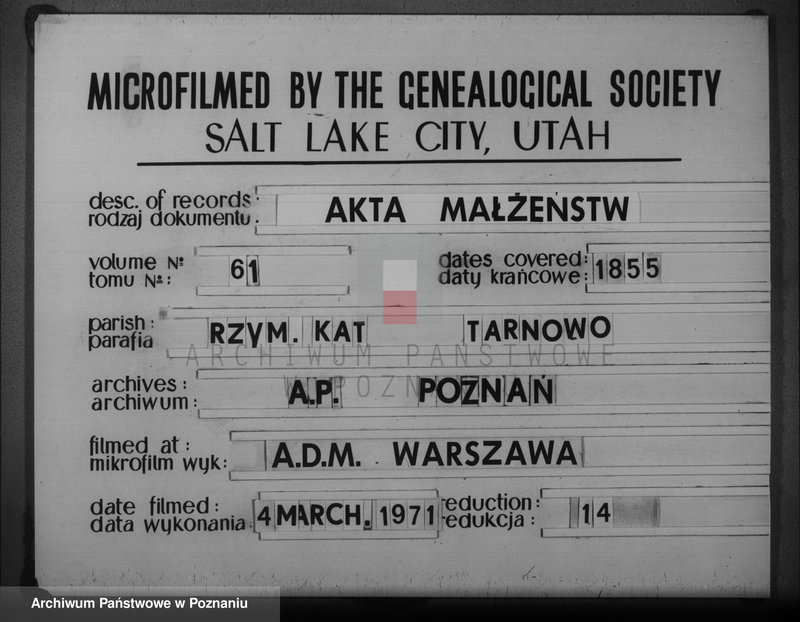 MICROFILMED BY THE GENEALOGICAL SOCIETY
SALT LAKE CITY, UTAH
desc. of records: AKTA MAŁŻEŃSTW
rodzaj dokumentu:
volume Nº 61 dates covered: 1855
tomu Nº: daty krańcowe:
parish: RZYM. KAT TARNOWO
parafia
ARCHIWUM PAŃSTWOWE
W POZNANIU
archives: A.P. POZNAŃ
archiwum:
filmed at: A.D.M. WARSZAWA
mikrofilm wyk:
date filmed: 4 MARCH. 1971 reduction: 14
data wykonania redukcja:
Archiwum Państwowe w Poznaniu